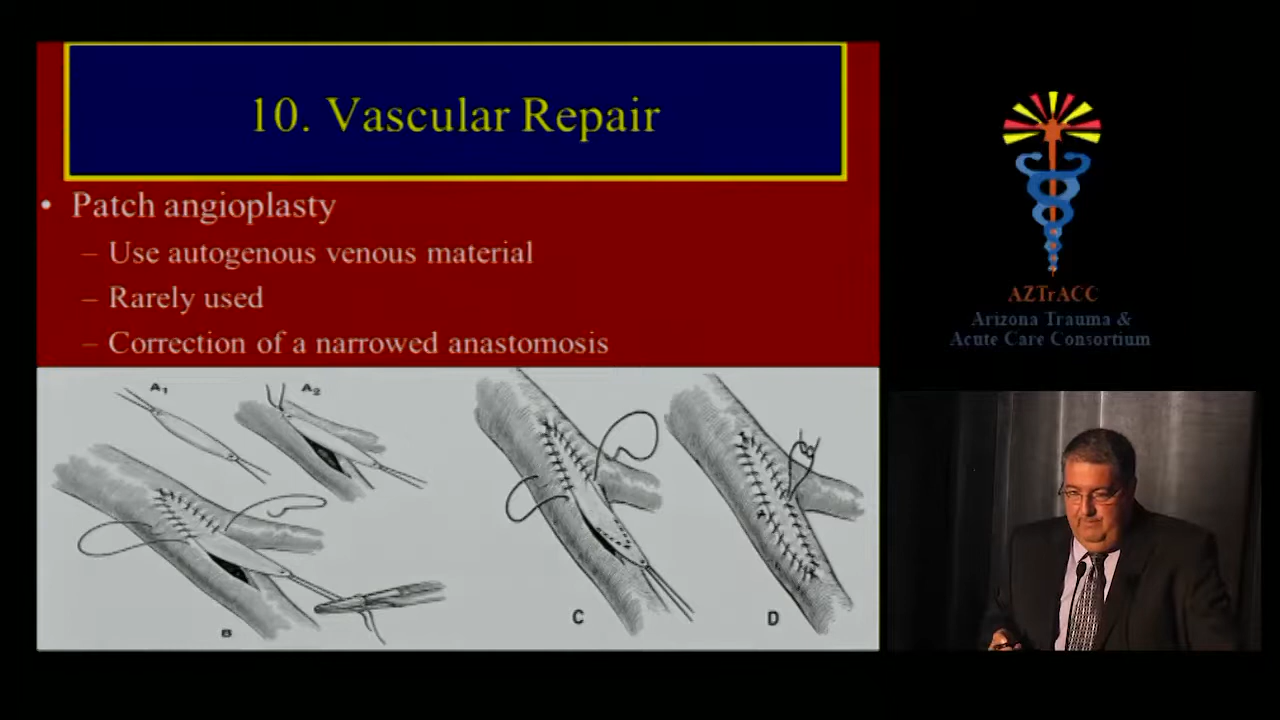 10. Vascular Repair
• Patch angioplasty
– Use autogenous venous material
– Rarely used
– Correction of a narrowed anastomosis
A1
A2
B
C
D
AZTrACC
Arizona Trauma &
Acute Care Consortium